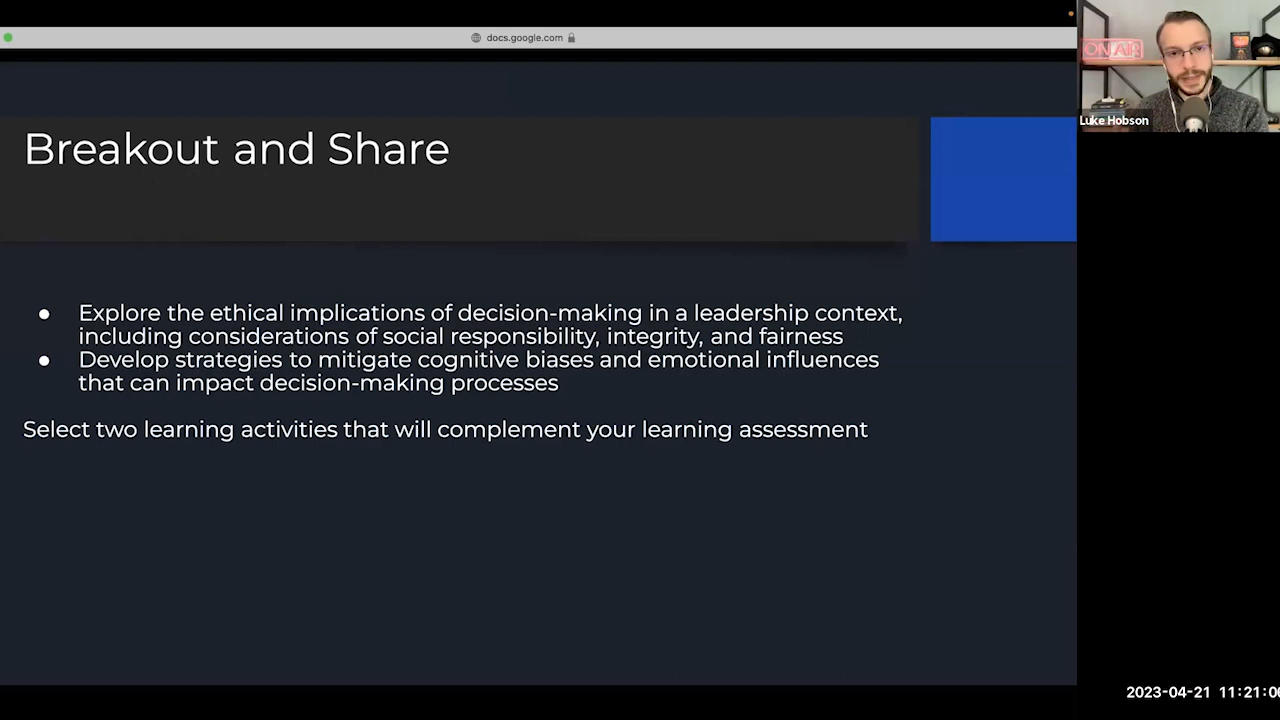 docs.google.com
ON AIR
Luke Hobson
Breakout and Share
● Explore the ethical implications of decision-making in a leadership context,
including considerations of social responsibility, integrity, and fairness
● Develop strategies to mitigate cognitive biases and emotional influences
that can impact decision-making processes
Select two learning activities that will complement your learning assessment
2023-04-21 11:21:0